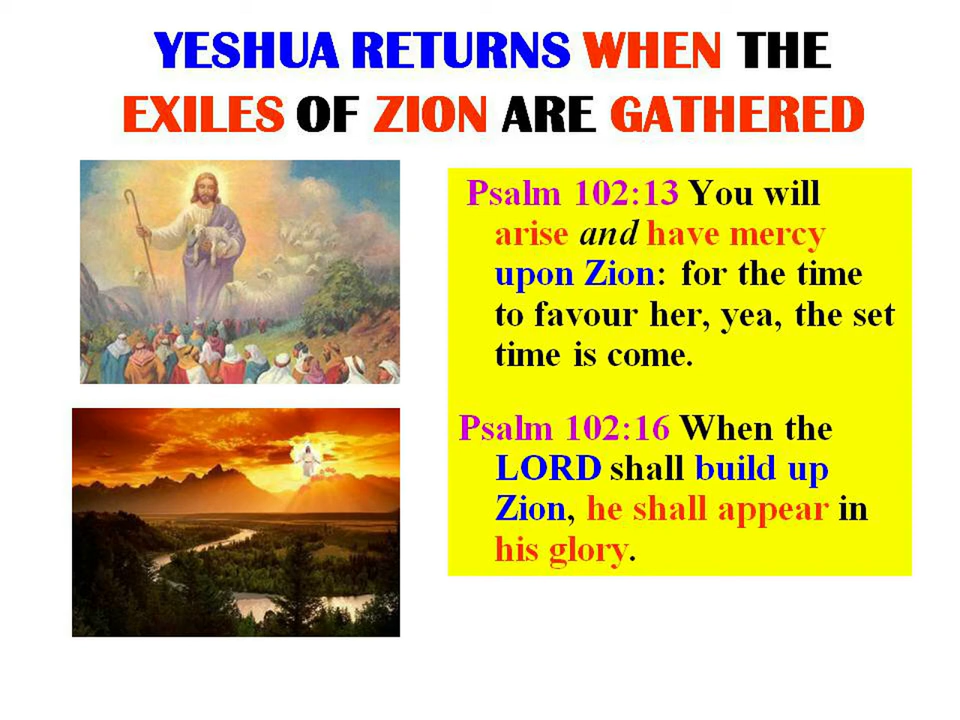 YESHUA RETURNS WHEN THE
EXILES OF ZION ARE GATHERED
Psalm 102:13 You will
arise and have mercy
upon Zion: for the time
to favour her, yea, the set
time is come.
Psalm 102:16 When the
LORD shall build up
Zion, he shall appear in
his glory.